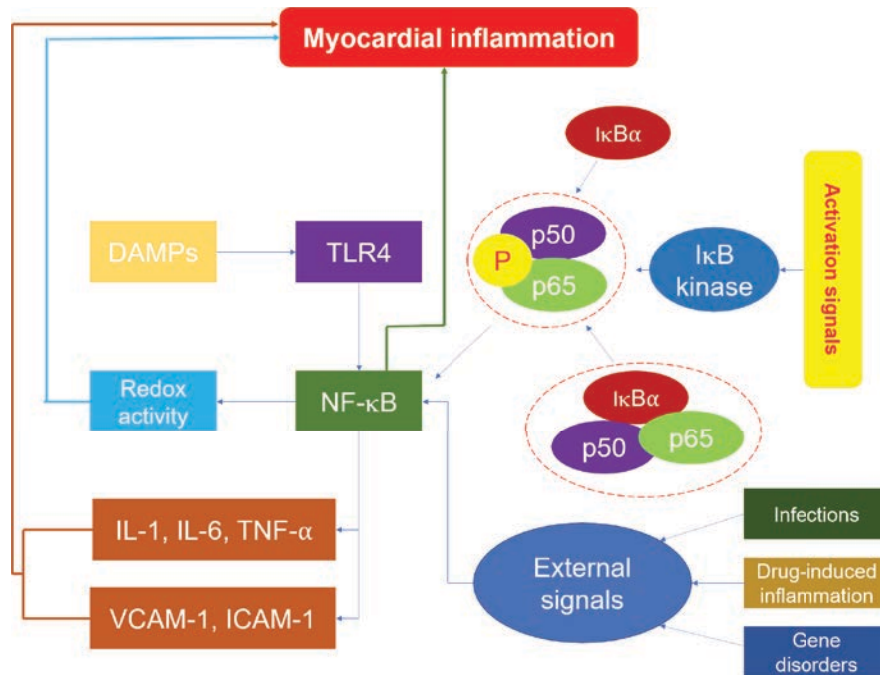 Myocardial inflammation
IκBα
Activation signals
DAMPs
TLR4
p50
P
p65
IκB
kinase
Redox
activity
NF-κB
IκBα
p50
p65
IL-1, IL-6, TNF-α
VCAM-1, ICAM-1
External
signals
Infections
Drug-induced
inflammation
Gene
disorders